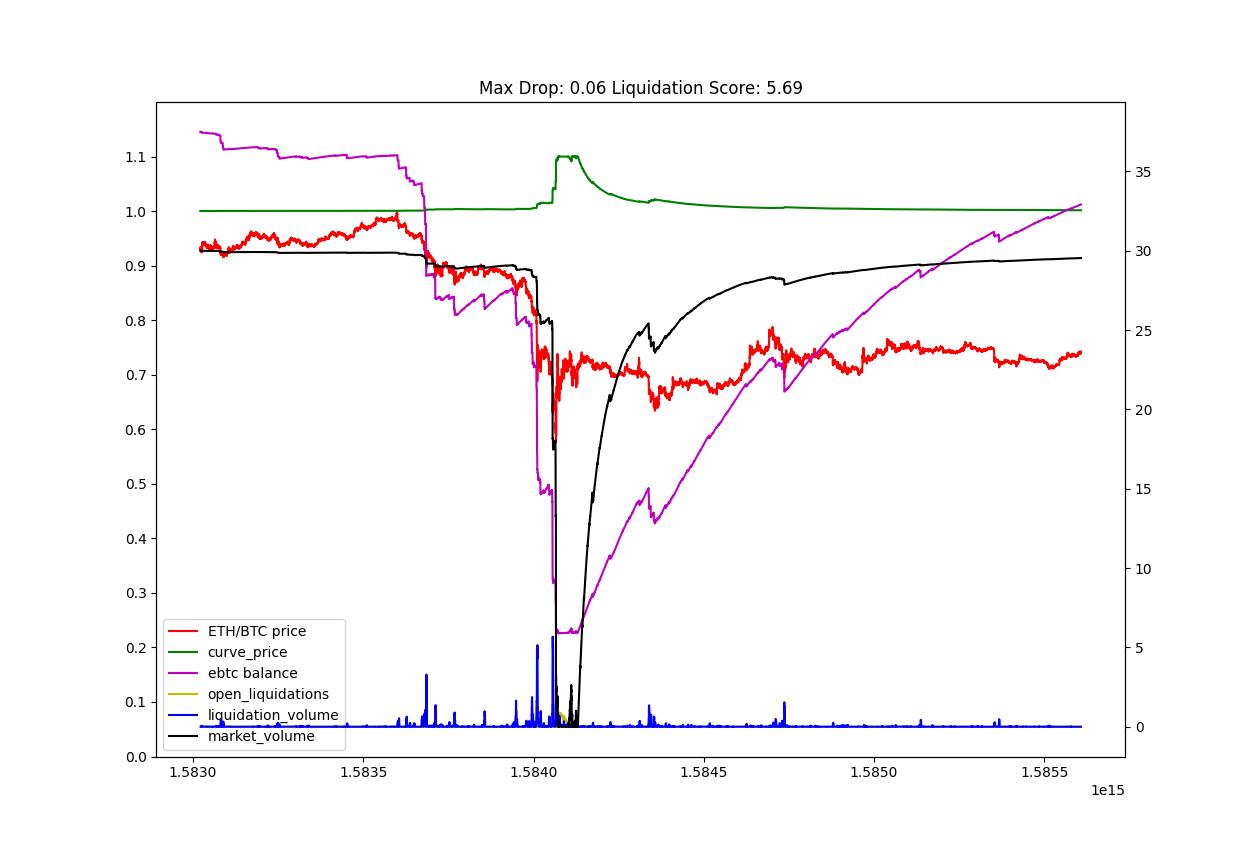 Max Drop: 0.06 Liquidation Score: 5.69
1.1
1.0
0.9
0.8
0.7
0.6
0.5
0.4
0.3
0.2
0.1
0.0
35
30
25
20
15
10
5
0
ETH/BTC price
curve_price
ebtc balance
open_liquidations
liquidation_volume
market_volume
1.5830 1.5835 1.5840 1.5845 1.5850 1.5855
1e15